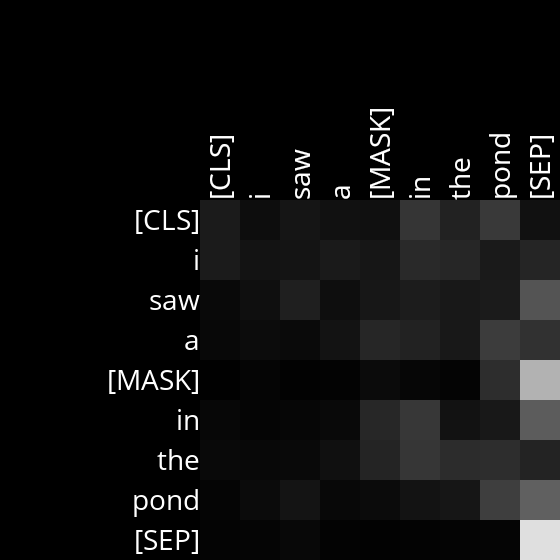 [CLS] i saw a [MASK] in the pond [SEP]
[CLS]
i
saw
a
[MASK]
in
the
pond
[SEP]